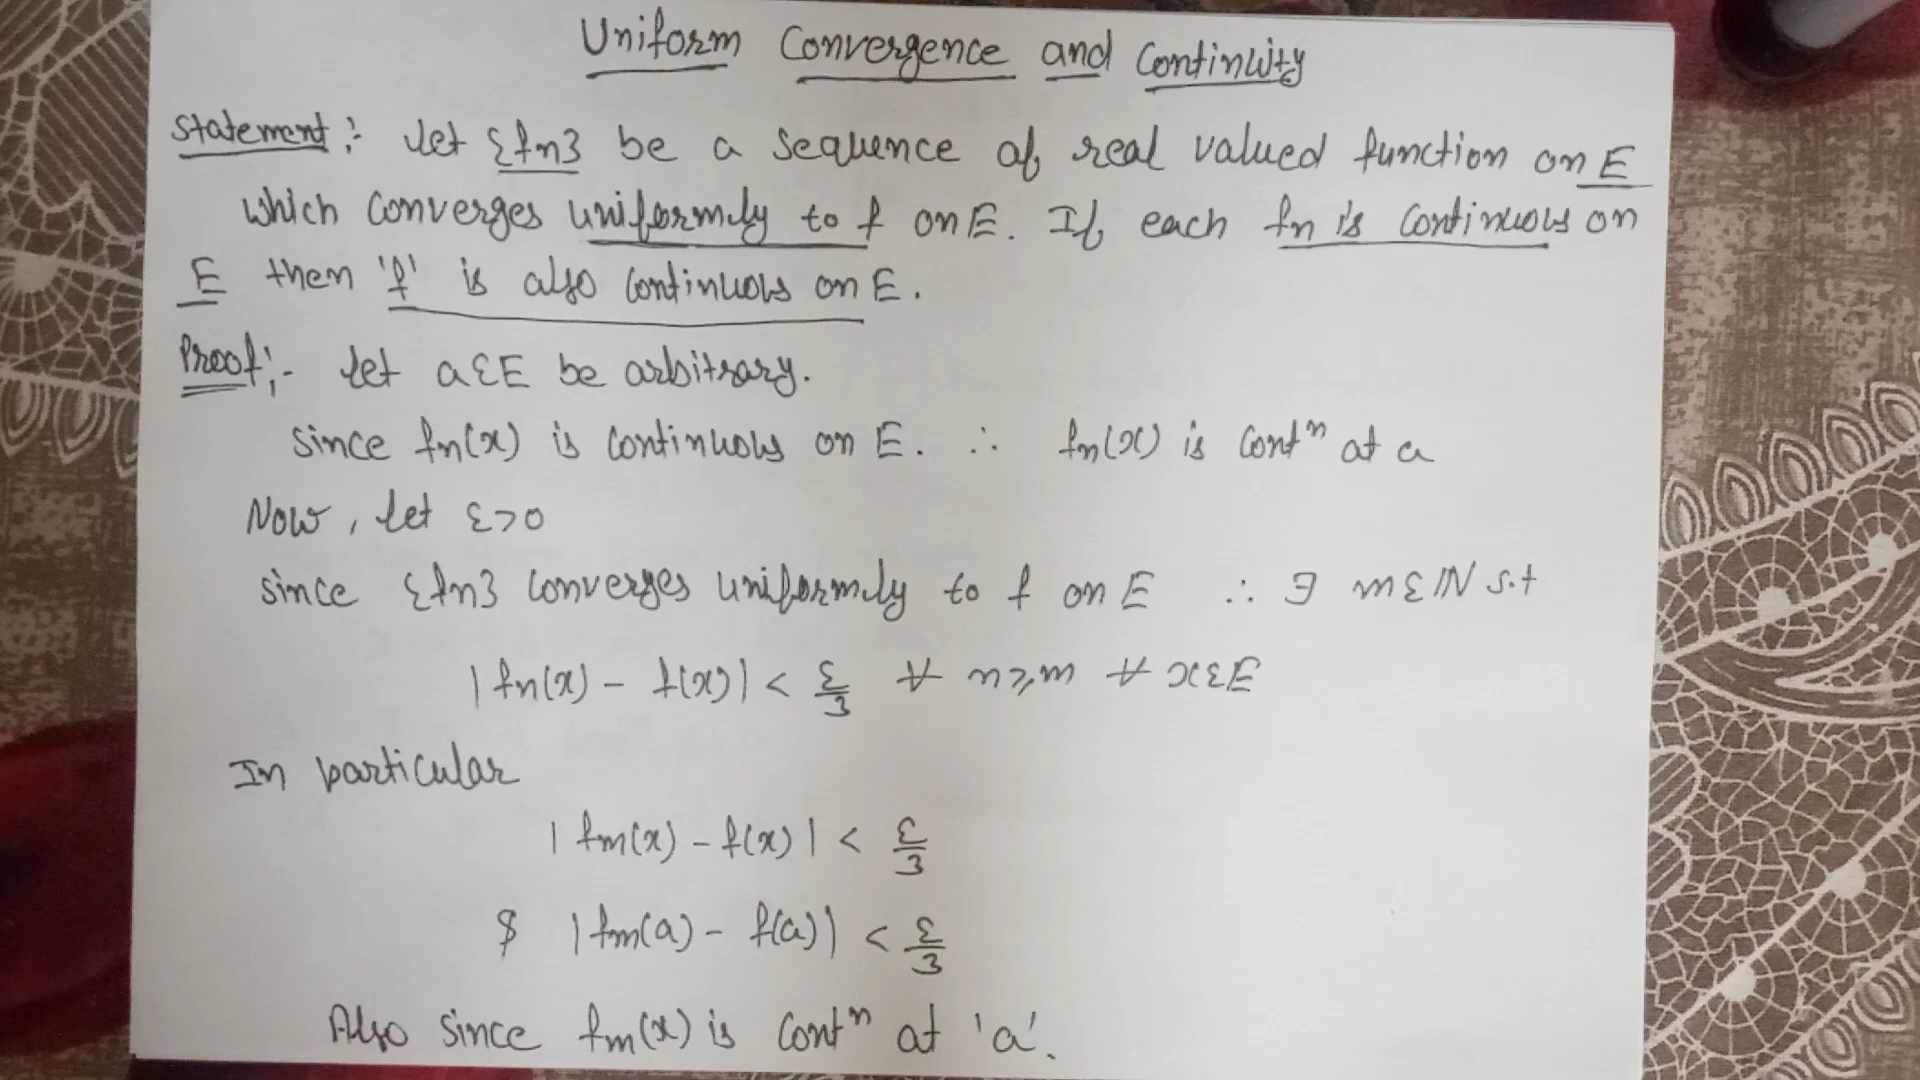 Uniform Convergence and Continuity
Statement :- Let {fn} be a sequence of real valued function on E
which converges uniformly to f on E. If each fn is continuous on
E then 'f' is also continuous on E.
Proof :- Let a ∈ E be arbitrary.
Since fn(x) is continuous on E. ∴ fn(x) is contⁿ at a
Now, let ε>0
since {fn} converges uniformly to f on E ∴ ∃ m ∈ ℕ s.t
|fn(x) - f(x)| < ε/3 ∀ n≥m ∀ x∈E
In particular
|fm(x) - f(x)| < ε/3
& |fm(a) - f(a)| < ε/3
Also since fm(x) is contⁿ at 'a'.